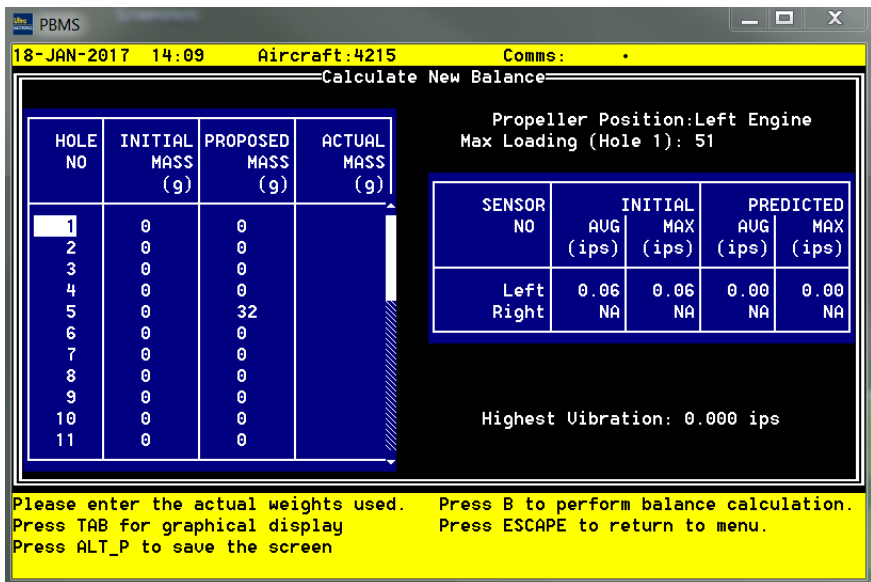 PBMS
18-JAN-2017 14:09 Aircraft:4215 Comms:
Calculate New Balance
Propeller Position:Left Engine
Max Loading (Hole 1): 51
HOLE INITIAL PROPOSED ACTUAL
NO MASS MASS MASS
(g) (g) (g)
1 0 0
2 0 0
3 0 0
4 0 0
5 0 32
6 0 0
7 0 0
8 0 0
9 0 0
10 0 0
11 0 0
SENSOR INITIAL PREDICTED
NO AVG MAX AVG MAX
(ips) (ips) (ips) (ips)
Left 0.06 0.06 0.00 0.00
Right NA NA NA NA
Highest Vibration: 0.000 ips
Please enter the actual weights used. Press B to perform balance calculation.
Press TAB for graphical display Press ESCAPE to return to menu.
Press ALT_P to save the screen